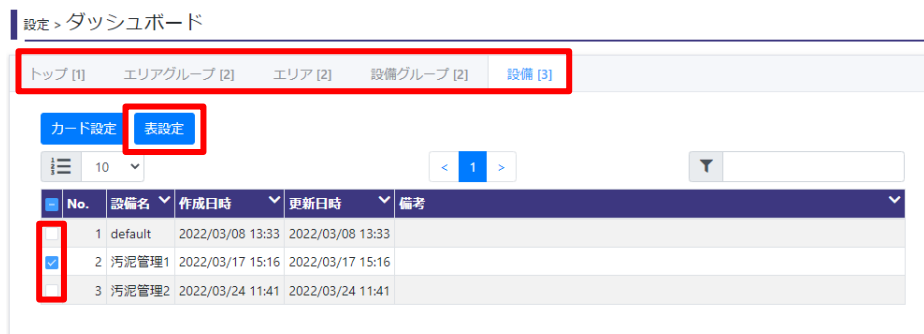 設定 > ダッシュボード
トップ [1] エリアグループ [2] エリア [2] 設備グループ [2] 設備 [3]
カード設定 表設定
10 < 1 >
No. 設備名 作成日時 更新日時 備考
1 default 2022/03/08 13:33 2022/03/08 13:33
2 汚泥管理1 2022/03/17 15:16 2022/03/17 15:16
3 汚泥管理2 2022/03/24 11:41 2022/03/24 11:41